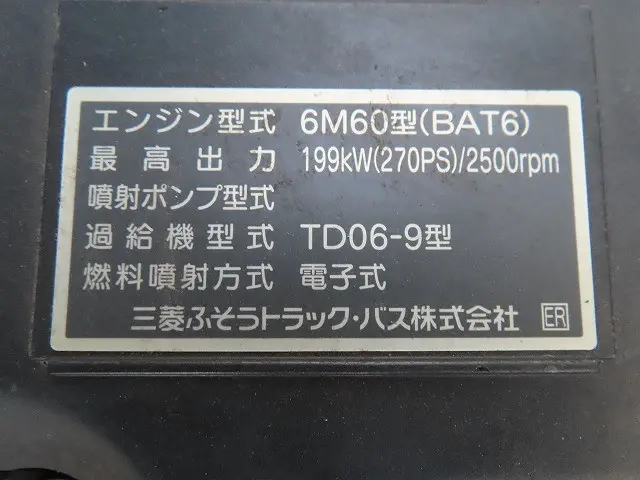 エンジン型式 6M60型(BAT6)
最高出力 199kW(270PS)/2500rpm
噴射ポンプ型式
過給機型式 TD06-9型
燃料噴射方式 電子式
三菱ふそうトラック・バス株式会社 ER